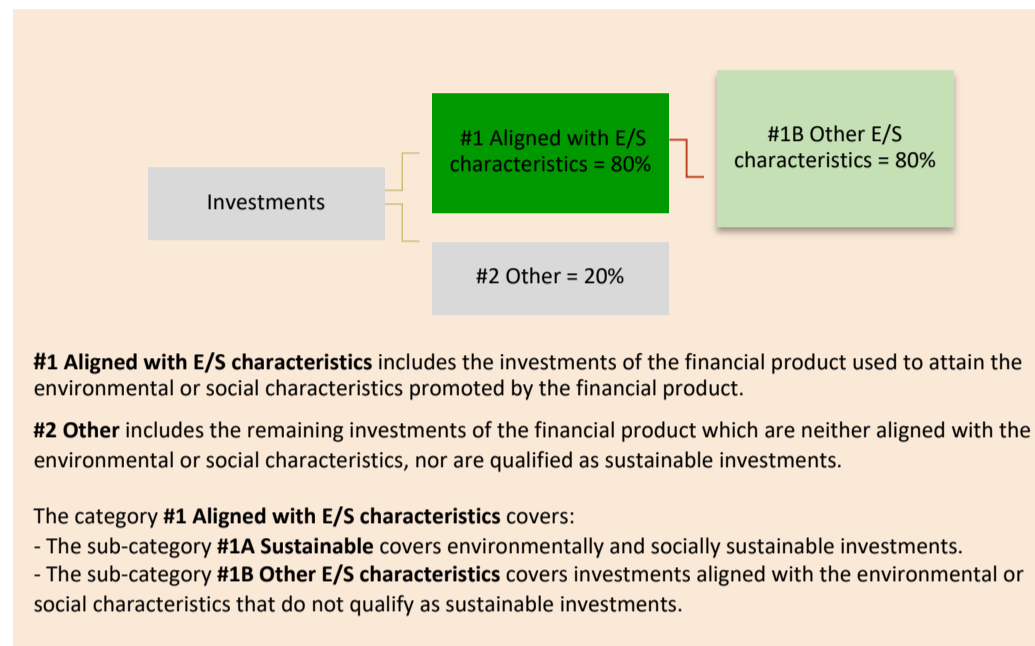 #1 Aligned with E/S
characteristics = 80%
#1B Other E/S
characteristics = 80%
Investments
#2 Other = 20%
#1 Aligned with E/S characteristics includes the investments of the financial product used to attain the
environmental or social characteristics promoted by the financial product.
#2 Other includes the remaining investments of the financial product which are neither aligned with the
environmental or social characteristics, nor are qualified as sustainable investments.
The category #1 Aligned with E/S characteristics covers:
- The sub-category #1A Sustainable covers environmentally and socially sustainable investments.
- The sub-category #1B Other E/S characteristics covers investments aligned with the environmental or
social characteristics that do not qualify as sustainable investments.